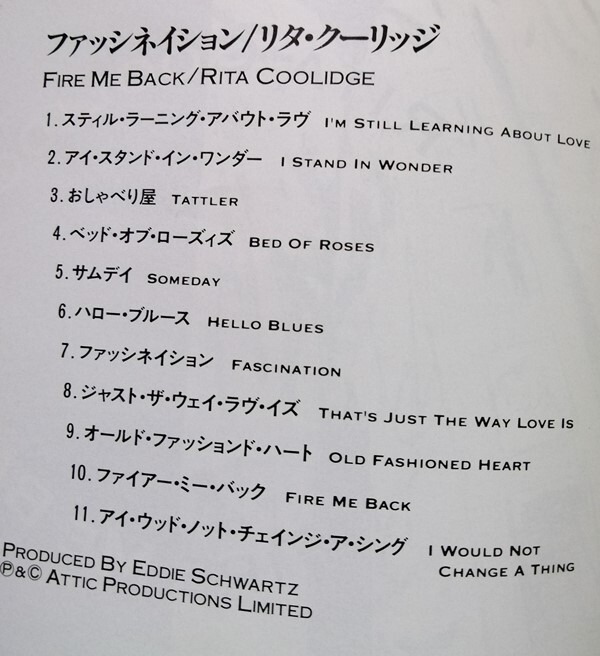 ファッシネイション/リタ・クーリッジ
FIRE ME BACK/RITA COOLIDGE
1.スティル・ラーニング・アバウト・ラヴ I'M STILL LEARNING ABOUT LOVE
2.アイ・スタンド・イン・ワンダー I STAND IN WONDER
3.おしゃべり屋 TATTLER
4.ベッド・オブ・ローズィズ BED OF ROSES
5.サムデイ SOMEDAY
6.ハロー・ブルース HELLO BLUES
7.ファッシネイション FASCINATION
8.ジャスト・ザ・ウェイ・ラヴ・イズ THAT'S JUST THE WAY LOVE IS
9.オールド・ファッションド・ハート OLD FASHIONED HEART
10.ファイアー・ミー・バック FIRE ME BACK
11.アイ・ウッド・ノット・チェインジ・ア・シング I WOULD NOT
CHANGE A THING
PRODUCED BY EDDIE SCHWARTZ
℗&© ATTIC PRODUCTIONS LIMITED